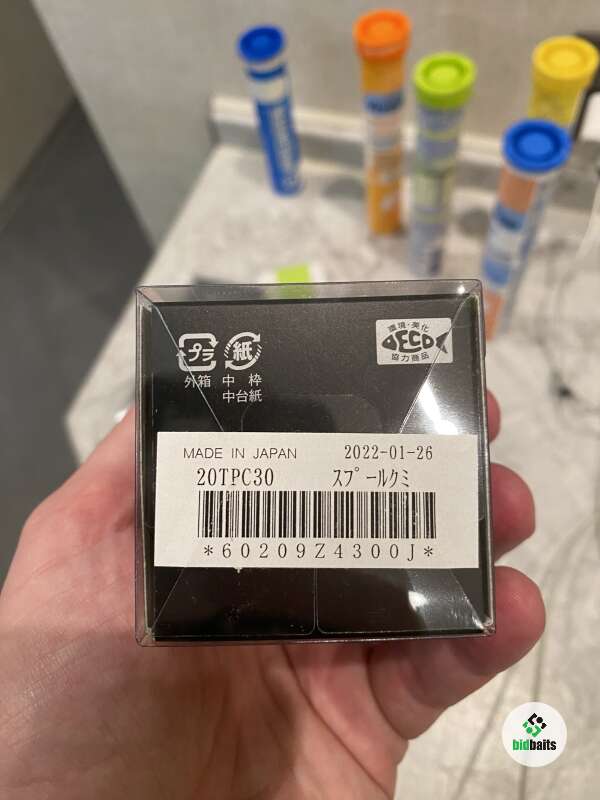 プラ
外箱
紙
中 枠
中台紙
環境・美化
ECO
協力商品
MADE IN JAPAN 2022-01-26
20TPC30 スプールクミ
*60209Z4300J*
bidbaits